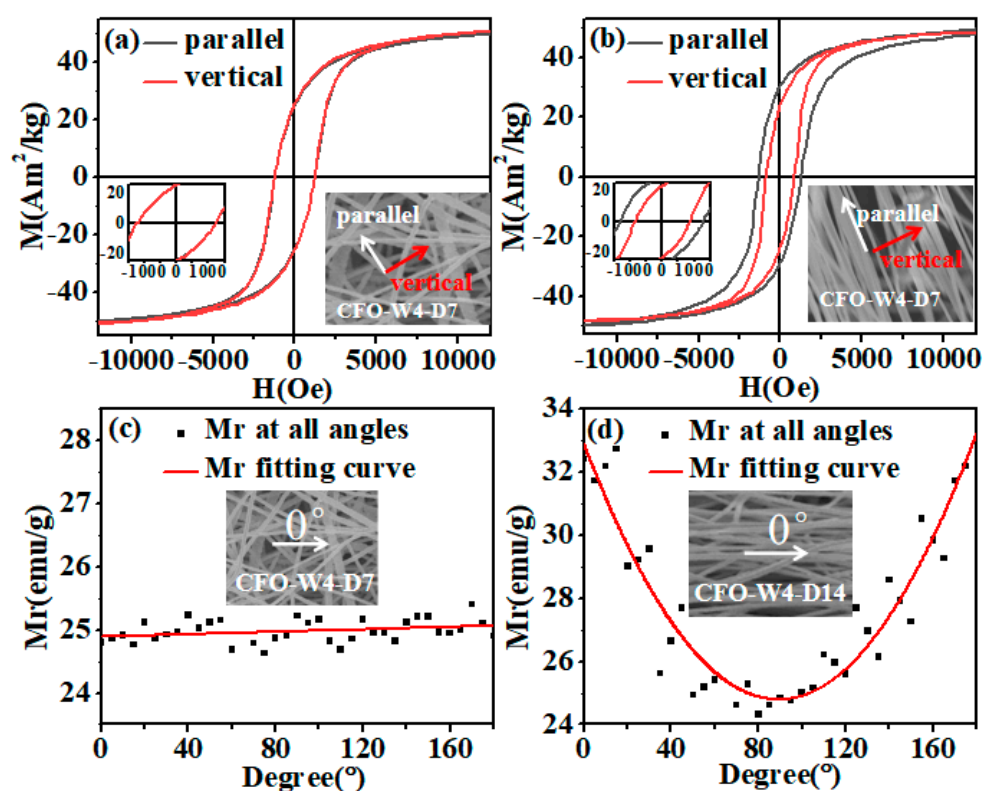 (a) parallel
vertical
M(Am²/kg)
40
20
0
-20
-40
20
0
-20
-1000 0 1000
parallel
vertical
CFO-W4-D7
-10000 -5000 0 5000 10000
H(Oe)
(b) parallel
vertical
M(Am²/kg)
40
20
0
-20
-40
20
0
-20
-1000 0 1000
parallel
vertical
CFO-W4-D7
-10000 -5000 0 5000 10000
H(Oe)
(c) Mr at all angles
Mr fitting curve
Mr(emu/g)
28
27
26
25
24
0°
CFO-W4-D7
0 40 80 120 160
Degree(°)
(d) Mr at all angles
Mr fitting curve
Mr(emu/g)
34
32
30
28
26
24
0°
CFO-W4-D14
0 40 80 120 160
Degree(°)